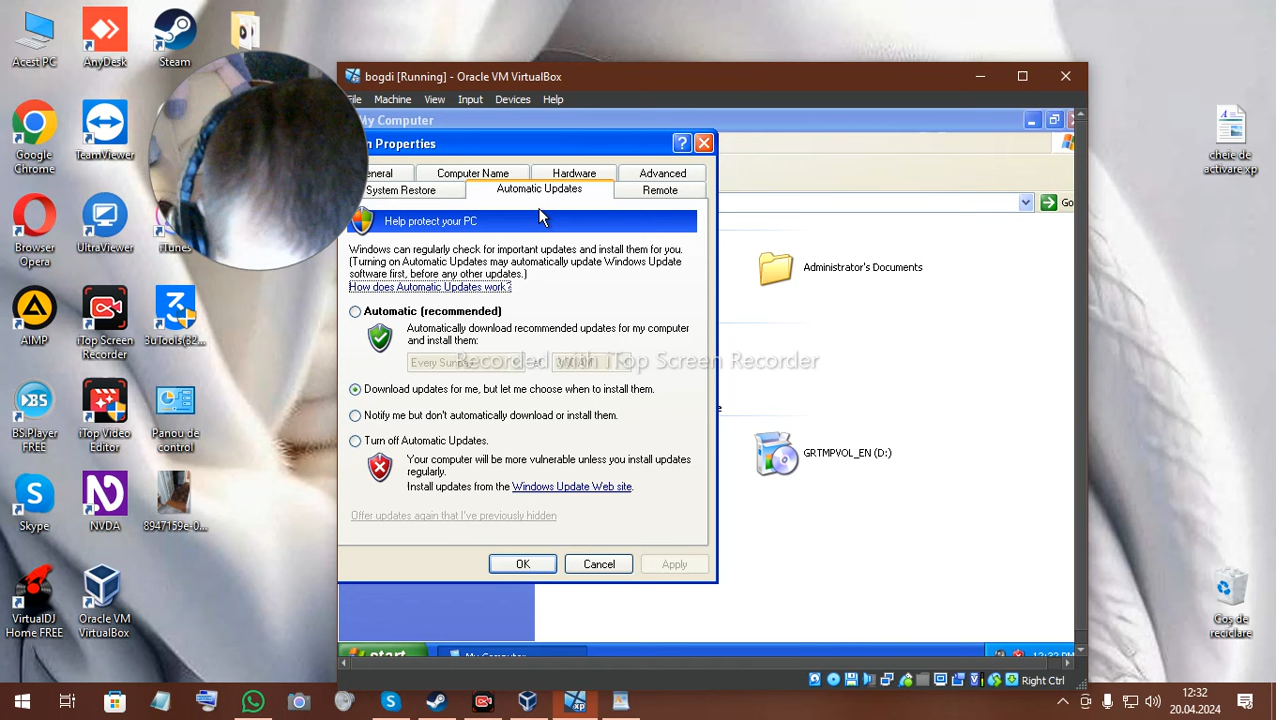 Acest PC
AnyDesk
Steam
Google
Chrome
TeamViewer
Browser
Opera
UltraViewer
iTunes
AIMP
iTop Screen
Recorder
3uTools(32...
BS.Player
FREE
iTop Video
Editor
Panou de
control
Skype
NVDA
8947159e-0...
VirtualDJ
Home FREE
Oracle VM
VirtualBox
bogdi [Running] - Oracle VM VirtualBox
File Machine View Input Devices Help
My Computer
Properties
Computer Name Hardware Advanced
System Restore Automatic Updates Remote
Help protect your PC
Windows can regularly check for important updates and install them for you.
(Turning on Automatic Updates may automatically update Windows Update
software first, before any other updates.)
How does Automatic Updates work?
Automatic (recommended)
Automatically download recommended updates for my computer
and install them:
Recorded with iTop Screen Recorder
Download updates for me, but let me choose when to install them.
Notify me but don't automatically download or install them.
Turn off Automatic Updates.
Your computer will be more vulnerable unless you install updates
regularly.
Install updates from the Windows Update Web site.
Offer updates again that I've previously hidden
OK Cancel Apply
Go
Administrator's Documents
GRTMPVOL_EN (D:)
start
My Computer
12:32 PM
Right Ctrl
cheie de
activare xp
Coș de
reciclare
12:32
20.04.2024